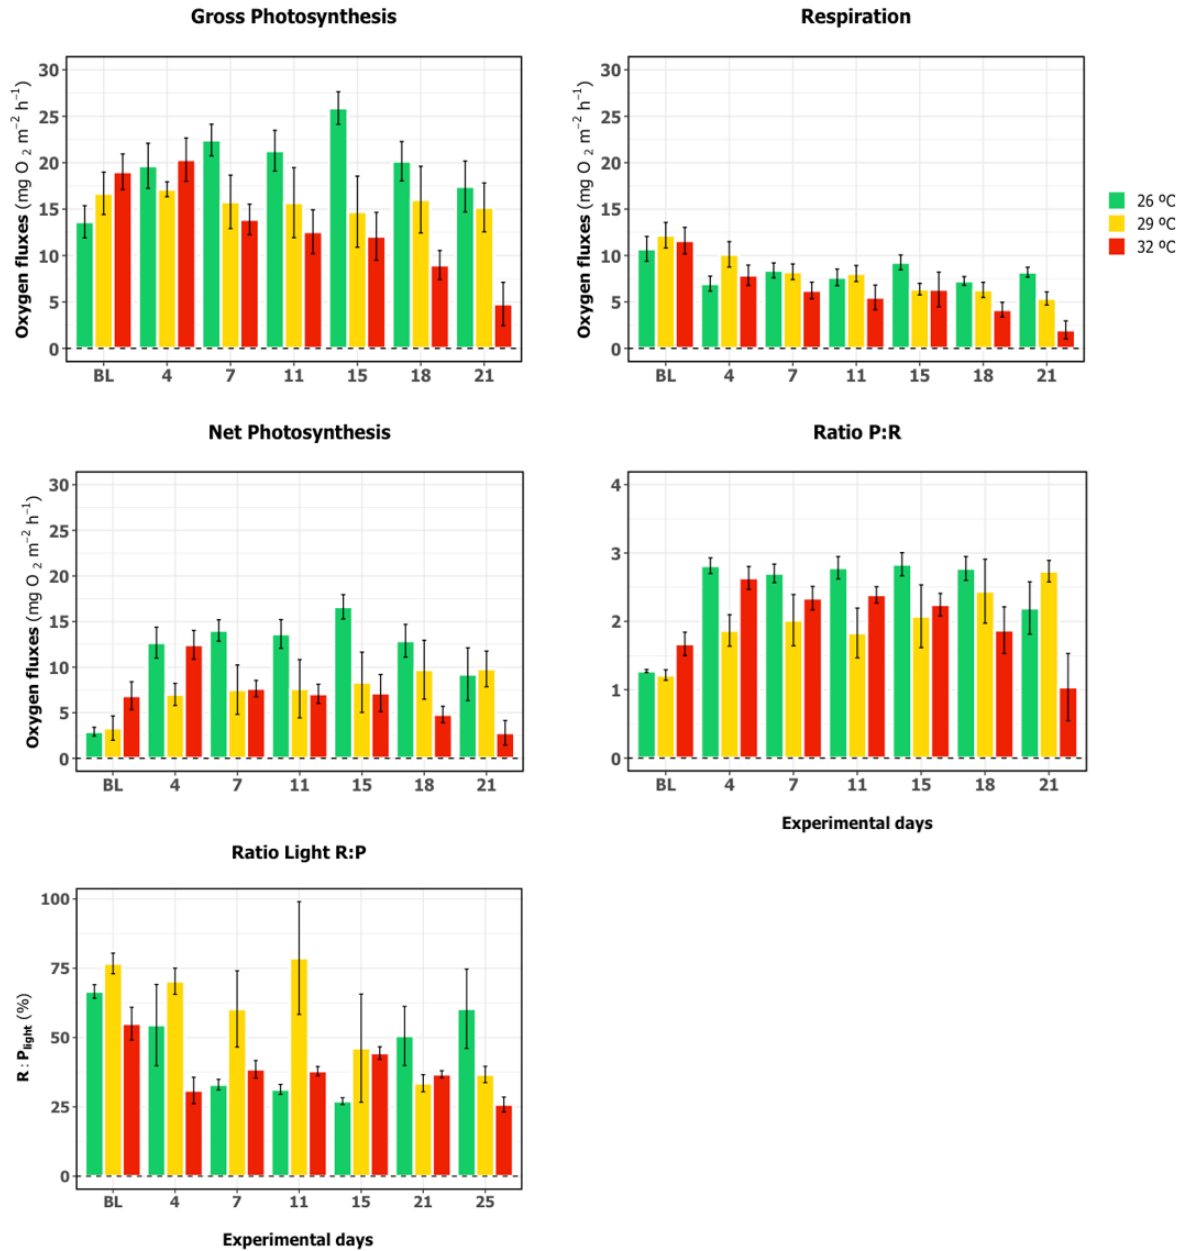 Gross Photosynthesis
Oxygen fluxes (mg O 2 m−2 h−1)
30
25
20
15
10
5
0
BL 4 7 11 15 18 21
Respiration
Oxygen fluxes (mg O 2 m−2 h−1)
30
25
20
15
10
5
0
BL 4 7 11 15 18 21
26 ºC
29 ºC
32 ºC
Net Photosynthesis
Oxygen fluxes (mg O 2 m−2 h−1)
30
25
20
15
10
5
0
BL 4 7 11 15 18 21
Ratio P:R
4
3
2
1
0
BL 4 7 11 15 18 21
Experimental days
Ratio Light R:P
R : Plight (%)
100
75
50
25
0
BL 4 7 11 15 21 25
Experimental days